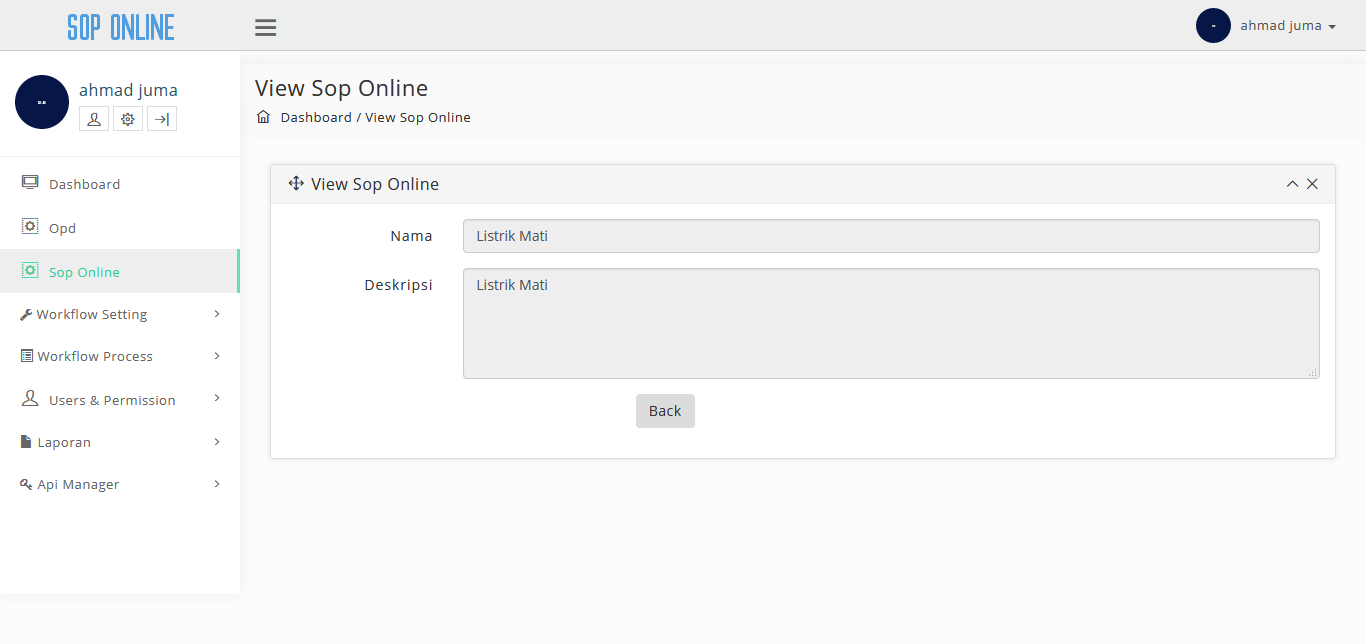 SOP ONLINE
ahmad juma
ahmad juma
Dashboard
Opd
Sop Online
Workflow Setting
Workflow Process
Users & Permission
Laporan
Api Manager
View Sop Online
Dashboard / View Sop Online
View Sop Online
Nama
Listrik Mati
Deskripsi
Listrik Mati
Back